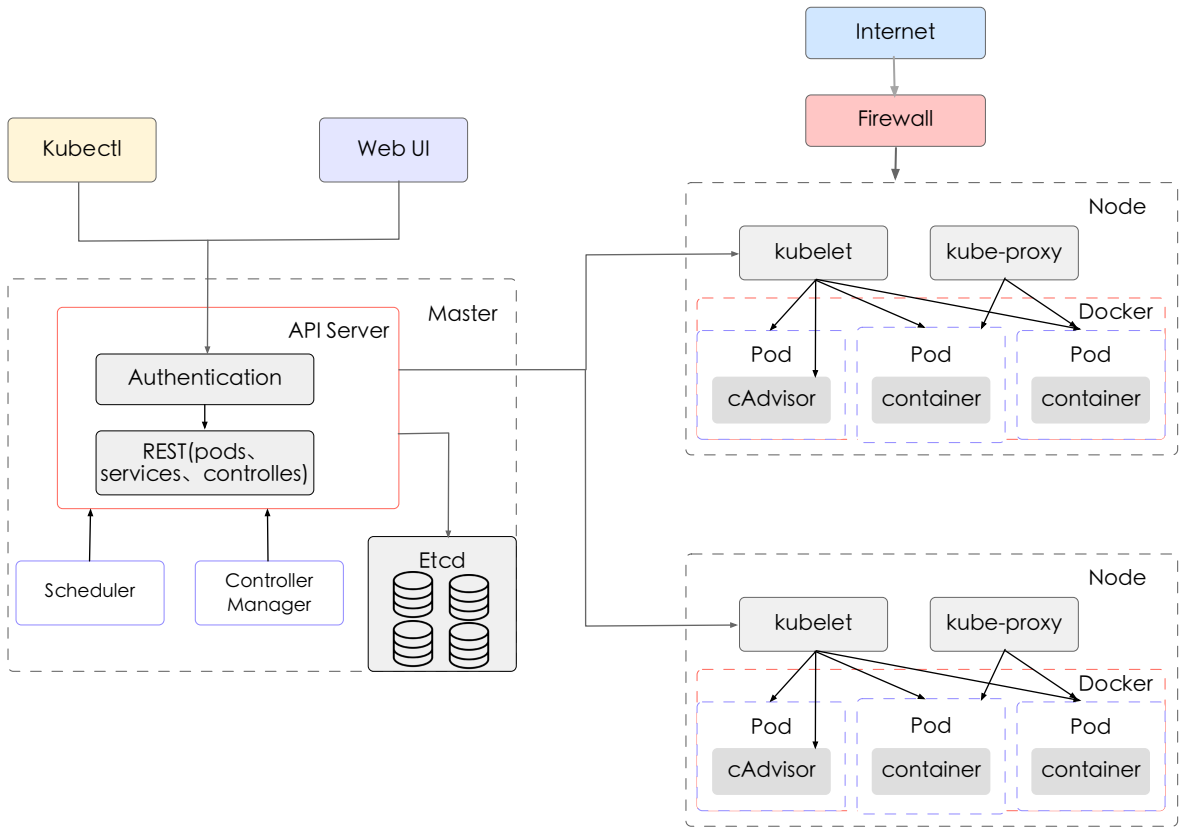 Internet
Firewall
Kubectl
Web UI
Master
API Server
Authentication
REST(pods、
services、controlles)
Scheduler
Controller
Manager
Etcd
Node
kubelet
kube-proxy
Docker
Pod
Pod
Pod
cAdvisor
container
container
Node
kubelet
kube-proxy
Docker
Pod
Pod
Pod
cAdvisor
container
container